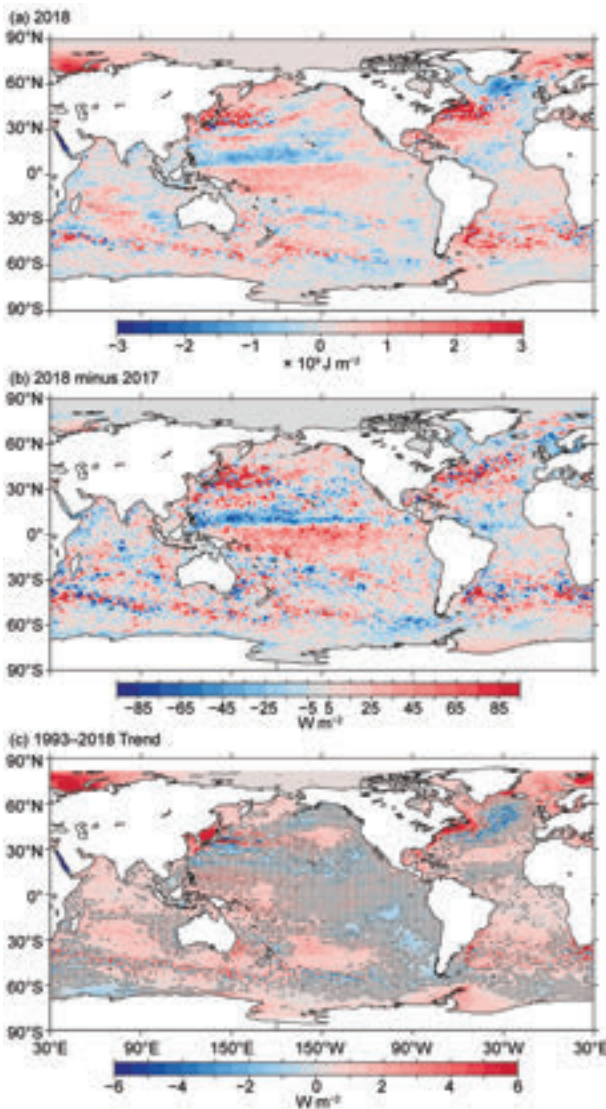 (a) 2018
90°N
60°N
30°N
0°
30°S
60°S
90°S
−3 −2 −1 0 1 2 3
× 10⁹ J m⁻²
(b) 2018 minus 2017
90°N
60°N
30°N
0°
30°S
60°S
90°S
−85 −65 −45 −25 −5 5 25 45 65 85
W m⁻²
(c) 1993–2018 Trend
90°N
60°N
30°N
0°
30°S
60°S
90°S
30°E 90°E 150°E 150°W 90°W 30°W 30°E
−6 −4 −2 0 2 4 6
W m⁻²